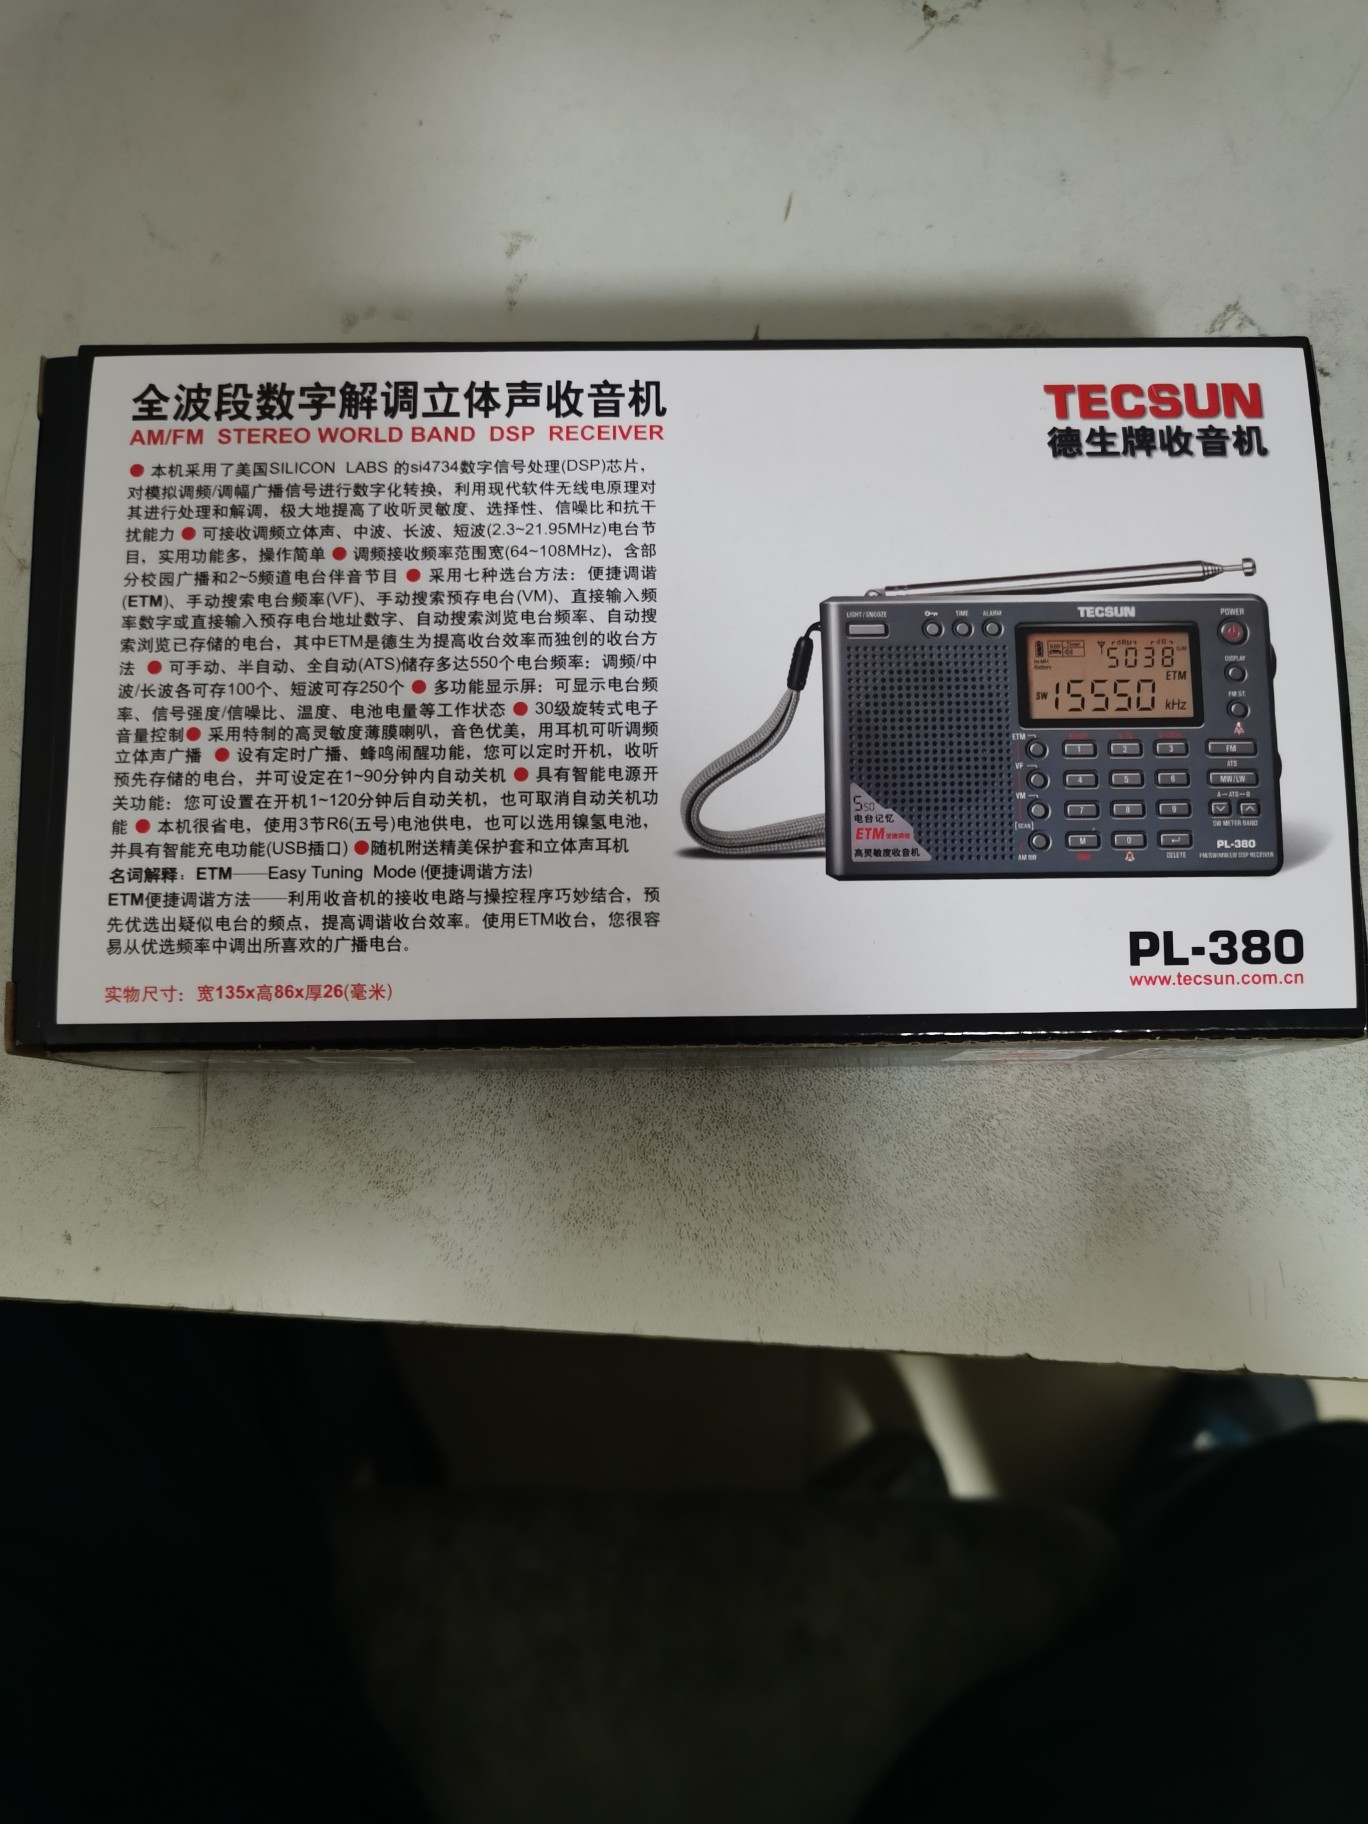 全波段数字解调立体声收音机
AM/FM STEREO WORLD BAND DSP RECEIVER
● 本机采用了美国SILICON LABS 的si4734数字信号处理(DSP)芯片，
对模拟调频/调幅广播信号进行数字化转换，利用现代软件无线电原理对
其进行处理和解调，极大地提高了收听灵敏度、选择性、信噪比和抗干
扰能力 ● 可接收调频立体声、中波、长波、短波(2.3~21.95MHz)电台节
目，实用功能多，操作简单 ● 调频接收频率范围宽(64~108MHz)，含部
分校园广播和2~5频道电台伴音节目 ● 采用七种选台方法：便捷调谐
(ETM)、手动搜索电台频率(VF)、手动搜索预存电台(VM)、直接输入频
率数字或直接输入预存电台地址数字、自动搜索浏览电台频率、自动搜
索浏览已存储的电台，其中ETM是德生为提高收台效率而独创的收台方
法 ● 可手动、半自动、全自动(ATS)储存多达550个电台频率：调频/中
波/长波各可存100个、短波可存250个 ● 多功能显示屏：可显示电台频
率、信号强度/信噪比、温度、电池电量等工作状态 ● 30级旋转式电子
音量控制● 采用特制的高灵敏度薄膜喇叭，音色优美，用耳机可听调频
立体声广播 ● 设有定时广播、蜂鸣闹醒功能，您可以定时开机，收听
预先存储的电台，并可设定在1~90分钟内自动关机 ● 具有智能电源开
关功能：您可设置在开机1~120分钟后自动关机，也可取消自动关机功
能 ● 本机很省电，使用3节R6(五号)电池供电，也可以选用镍氢电池，
并具有智能充电功能(USB插口) ●随机附送精美保护套和立体声耳机
名词解释：ETM——Easy Tuning Mode (便捷调谐方法)
ETM便捷调谐方法——利用收音机的接收电路与操控程序巧妙结合，预
先优选出疑似电台的频点，提高调谐收台效率。使用ETM收台，您很容
易从优选频率中调出所喜欢的广播电台。
实物尺寸：宽135x高86x厚26(毫米)
TECSUN
德生牌收音机
LIGHT/SNOOZE
TIME
ALARM
TECSUN
POWER
5038
ETM
SW 15550 kHz
DISPLAY
FM ST.
ETM
1
2
3
FM
ATS
VF
4
5
6
MW/LW
A←ATS→B
VM
7
8
9
SW METER BAND
[SCAN]
M
0
AM BW
DELETE
PL-380
FM/SW/MW/LW DSP RECEIVER
550
电台记忆
ETM 便捷调谐
高灵敏度收音机
PL-380
www.tecsun.com.cn